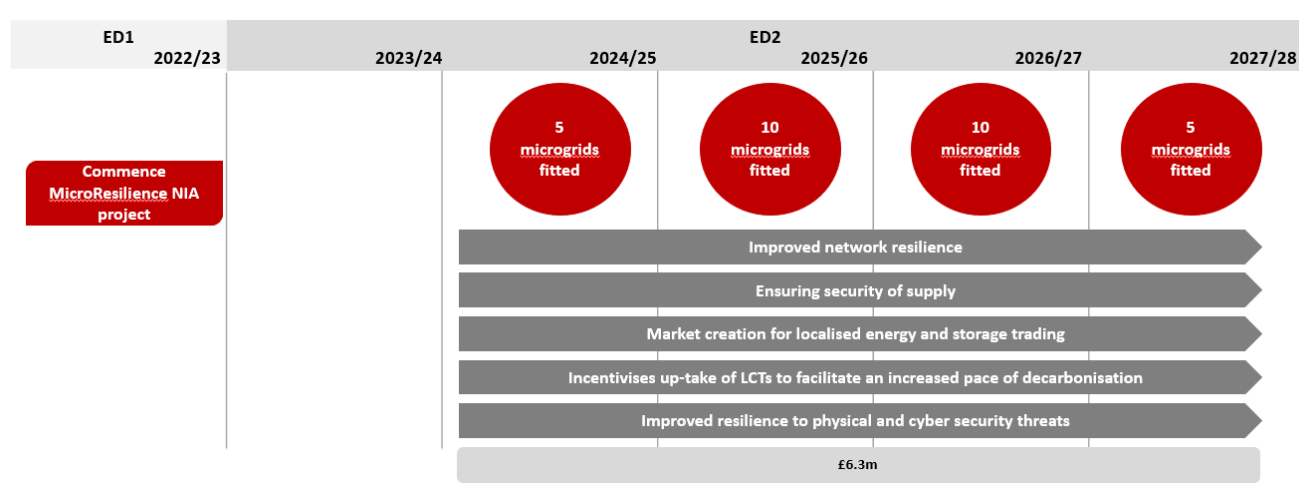 ED1
ED2
2022/23
2023/24
2024/25
2025/26
2026/27
2027/28
Commence
MicroResilience NIA
project
5
microgrids
fitted
10
microgrids
fitted
10
microgrids
fitted
5
microgrids
fitted
Improved network resilience
Ensuring security of supply
Market creation for localised energy and storage trading
Incentivises up-take of LCTs to facilitate an increased pace of decarbonisation
Improved resilience to physical and cyber security threats
£6.3m